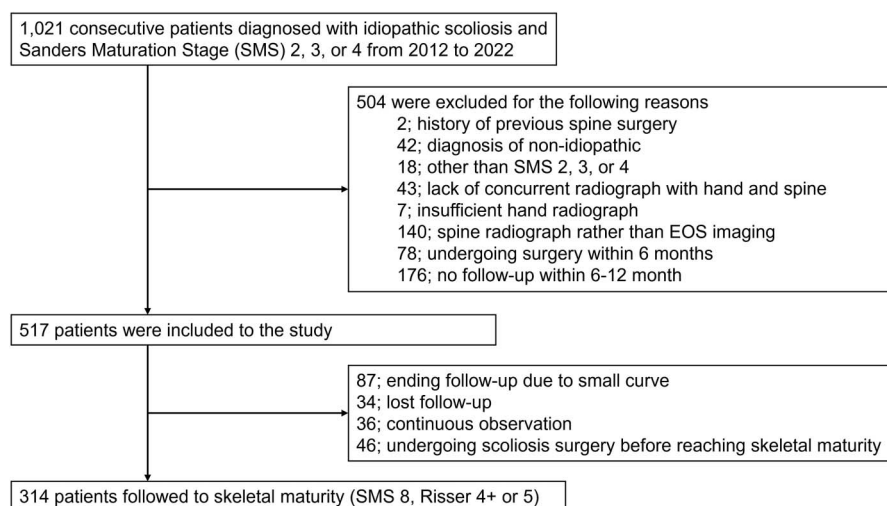 1,021 consecutive patients diagnosed with idiopathic scoliosis and
Sanders Maturation Stage (SMS) 2, 3, or 4 from 2012 to 2022
504 were excluded for the following reasons
2; history of previous spine surgery
42; diagnosis of non-idiopathic
18; other than SMS 2, 3, or 4
43; lack of concurrent radiograph with hand and spine
7; insufficient hand radiograph
140; spine radiograph rather than EOS imaging
78; undergoing surgery within 6 months
176; no follow-up within 6-12 month
517 patients were included to the study
87; ending follow-up due to small curve
34; lost follow-up
36; continuous observation
46; undergoing scoliosis surgery before reaching skeletal maturity
314 patients followed to skeletal maturity (SMS 8, Risser 4+ or 5)